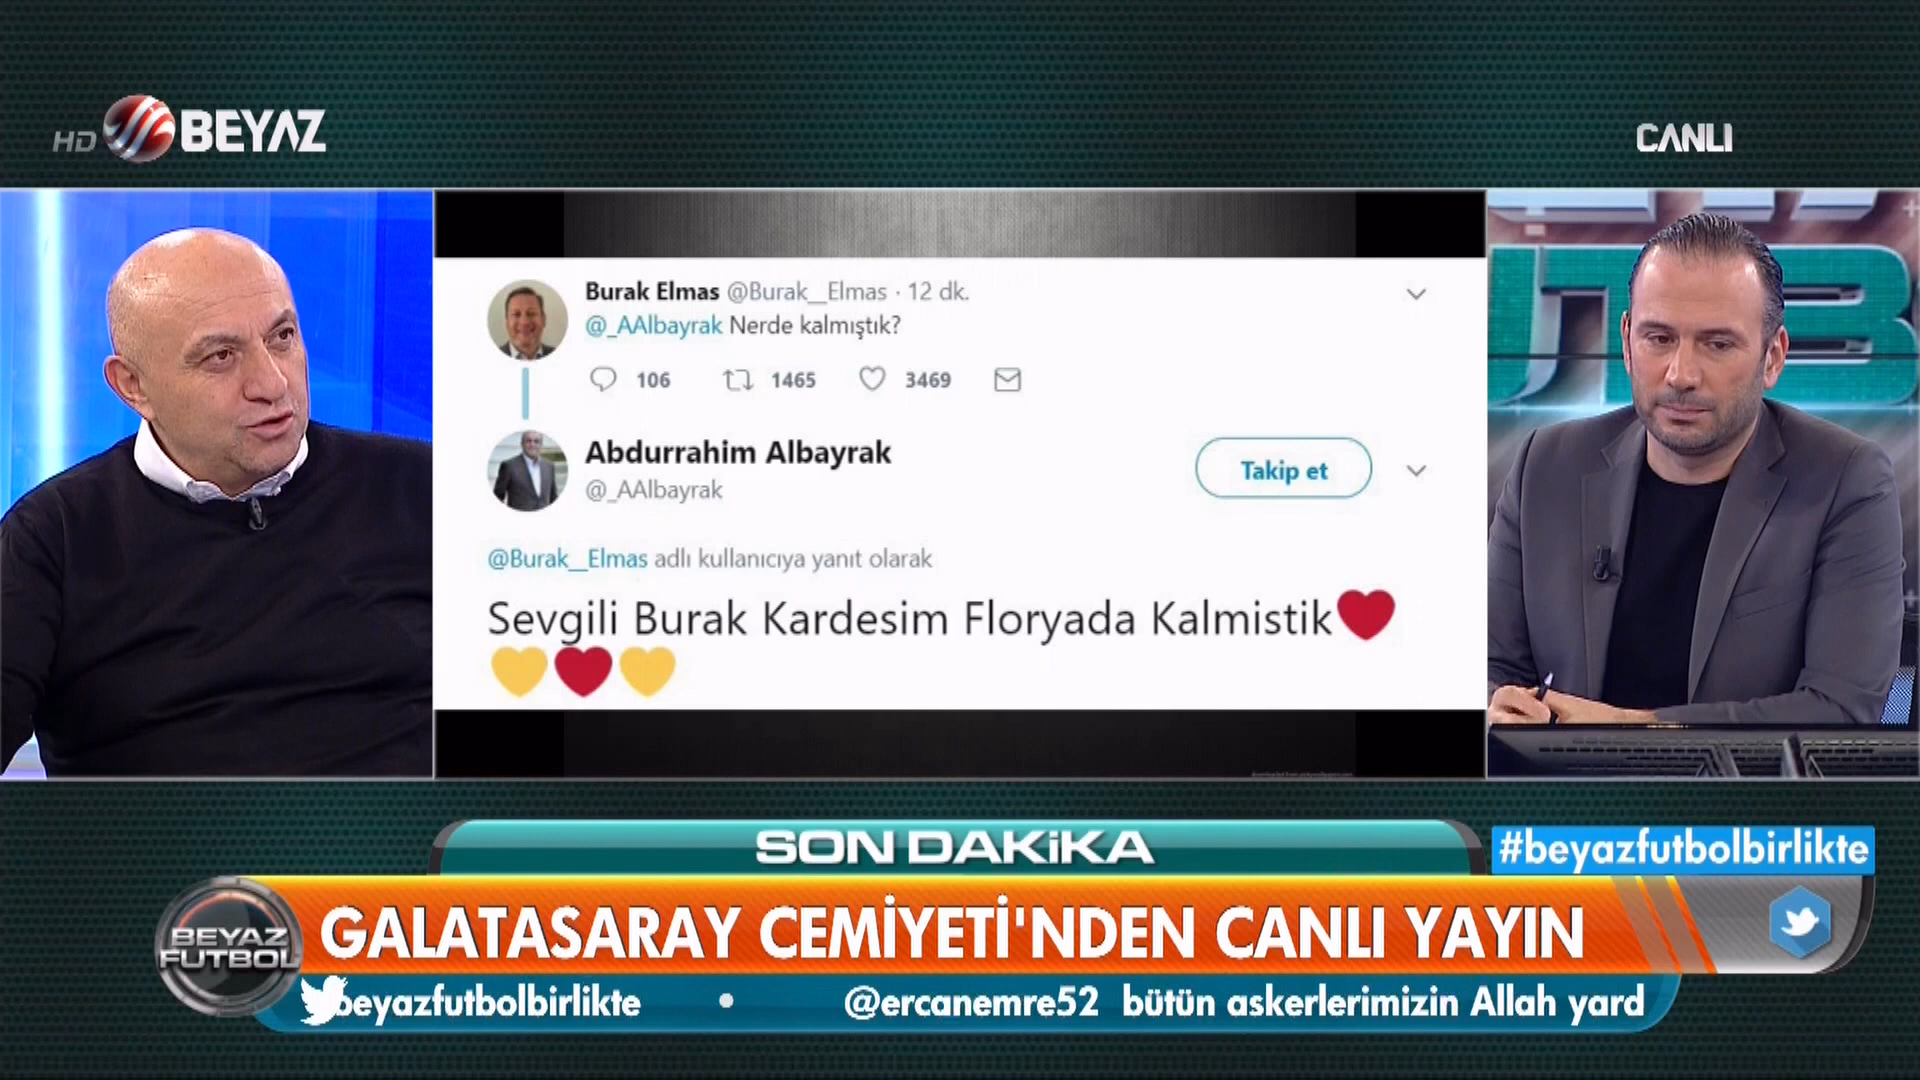 HD BEYAZ
CANLI
Burak Elmas @Burak__Elmas · 12 dk.
@_AAlbayrak Nerde kalmıştık?
106 1465 3469
Abdurrahim Albayrak
@_AAlbayrak
Takip et
@Burak__Elmas adlı kullanıcıya yanıt olarak
Sevgili Burak Kardesim Floryada Kalmistik❤️
💛❤️💛
SON DAKİKA
#beyazfutbolbirlikte
BEYAZ
FUTBOL
GALATASARAY CEMİYETİ'NDEN CANLI YAYIN
beyazfutbolbirlikte • @ercanemre52 bütün askerlerimizin Allah yard